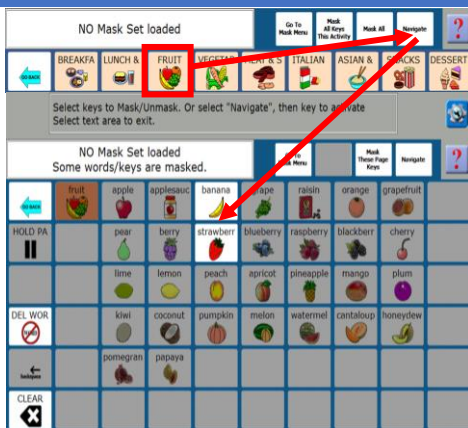 NO Mask Set loaded
Go To
Mask Menu
Mask
All Keys
This Activity
Mask All
Navigate
?
GO BACK
BREAKFA
LUNCH &
FRUIT
VEGETAB
MEAT & S
ITALIAN
ASIAN &
SNACKS
DESSERT
Select keys to Mask/Unmask. Or select "Navigate", then key to activate
Select text area to exit.
NO Mask Set loaded
Some words/keys are masked.
Mask Menu
Mask
These Page
Keys
Navigate
?
GO BACK
fruit
apple
applesauc
banana
grape
raisin
orange
grapefruit
HOLD PA
pear
berry
strawberr
blueberry
raspberry
blackberr
cherry
lime
lemon
peach
apricot
pineapple
mango
plum
DEL WOR
kiwi
coconut
pumpkin
melon
watermel
cantaloup
honeydew
backspace
pomegran
papaya
CLEAR